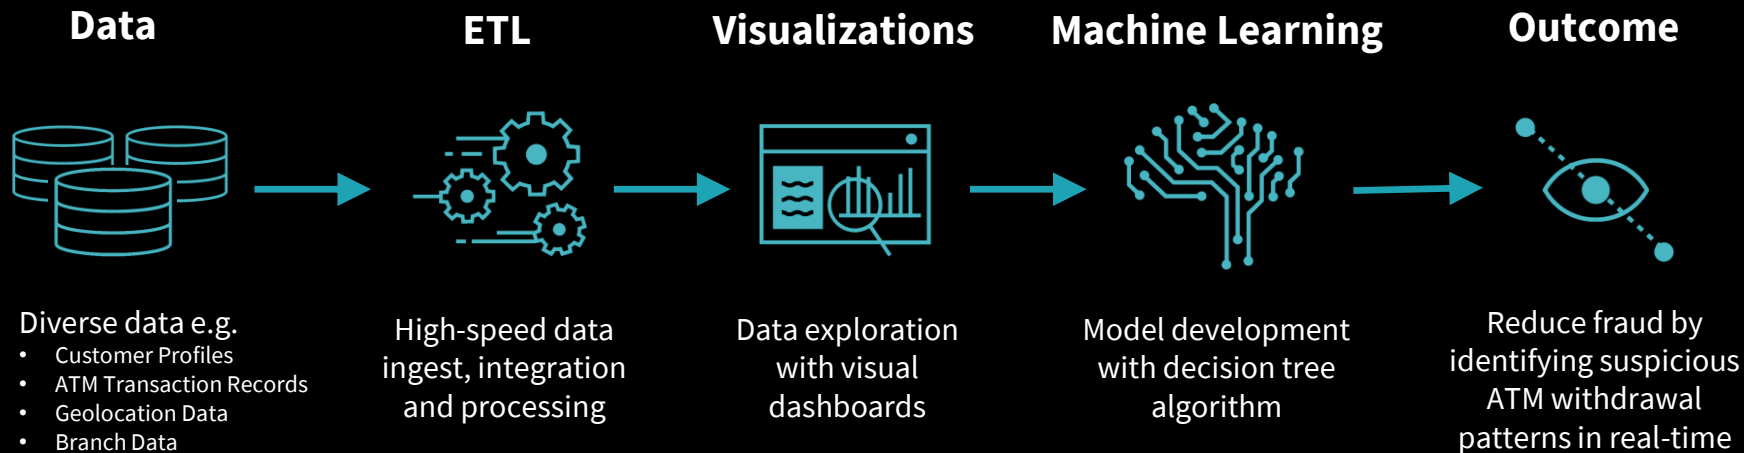 Data
ETL
Visualizations
Machine Learning
Outcome
Diverse data e.g.
• Customer Profiles
• ATM Transaction Records
• Geolocation Data
• Branch Data
High-speed data
ingest, integration
and processing
Data exploration
with visual
dashboards
Model development
with decision tree
algorithm
Reduce fraud by
identifying suspicious
ATM withdrawal
patterns in real-time